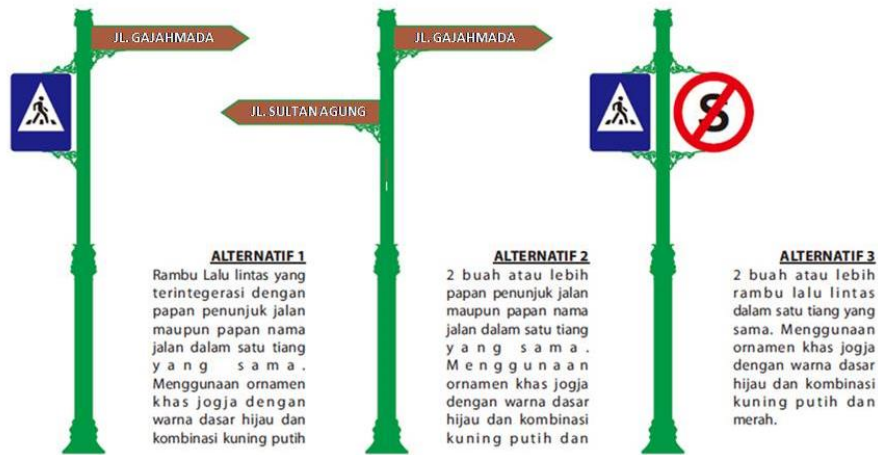 JL. GAJAHMADA
JL. GAJAHMADA
JL. SULTAN AGUNG
S
ALTERNATIF 1
Rambu Lalu lintas yang
terintegerasi dengan
papan penunjuk jalan
maupun papan nama
jalan dalam satu tiang
yang sama.
Menggunaan ornamen
khas jogja dengan
warna dasar hijau dan
kombinasi kuning putih
ALTERNATIF 2
2 buah atau lebih
papan penunjuk jalan
maupun papan nama
jalan dalam satu tiang
yang sama.
Menggunaan
ornamen khas jogja
dengan warna dasar
hijau dan kombinasi
kuning putih dan
ALTERNATIF 3
2 buah atau lebih
rambu lalu lintas
dalam satu tiang yang
sama. Menggunaan
ornamen khas jogja
dengan warna dasar
hijau dan kombinasi
kuning putih dan
merah.